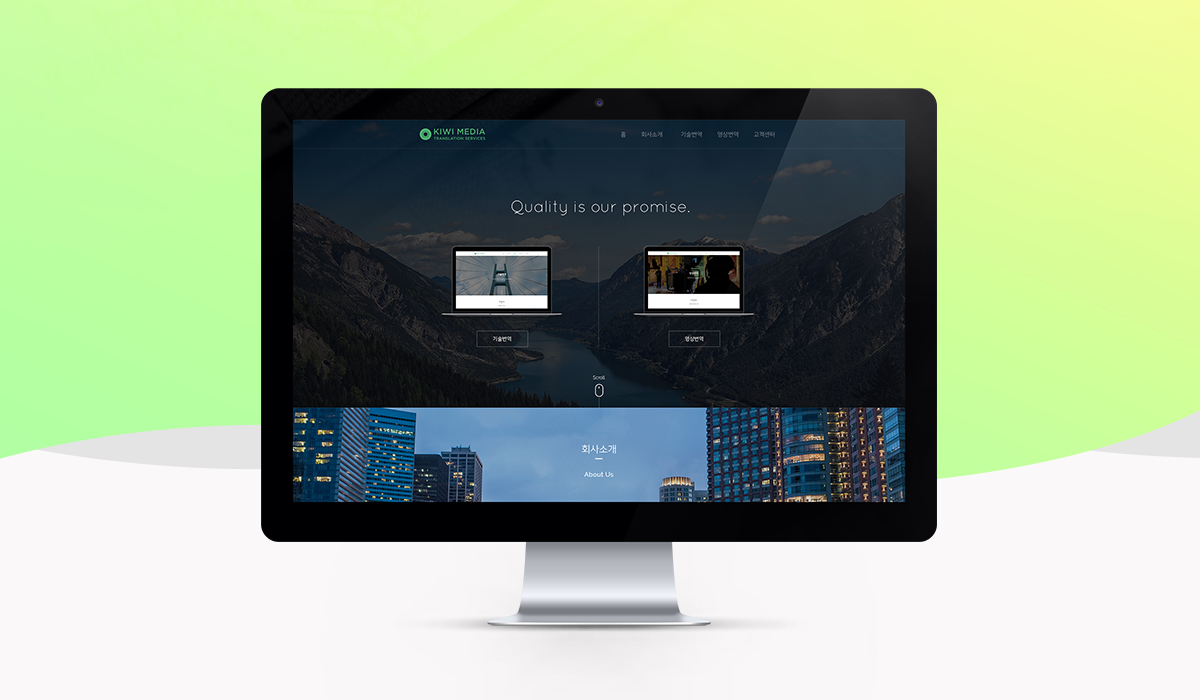 KIWI MEDIA
TRANSLATION SERVICES
홈 회사소개 기술번역 영상번역 고객센터
Quality is our promise.
기술번역 영상번역
Scroll
회사소개
About Us